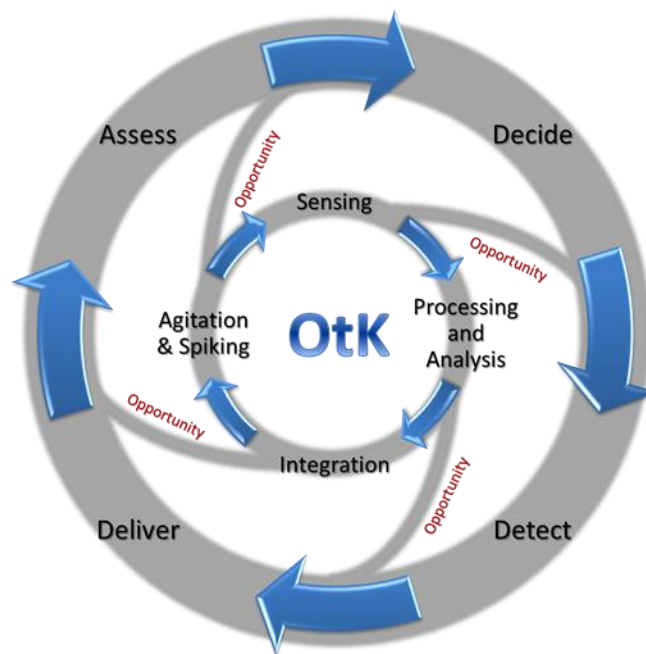 Assess
Decide
Opportunity
Sensing
Opportunity
Agitation
& Spiking
OtK
Processing
and
Analysis
Opportunity
Integration
Opportunity
Deliver
Detect